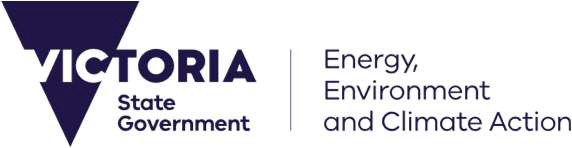 VICTORIA
State
Government
Energy,
Environment
and Climate Action